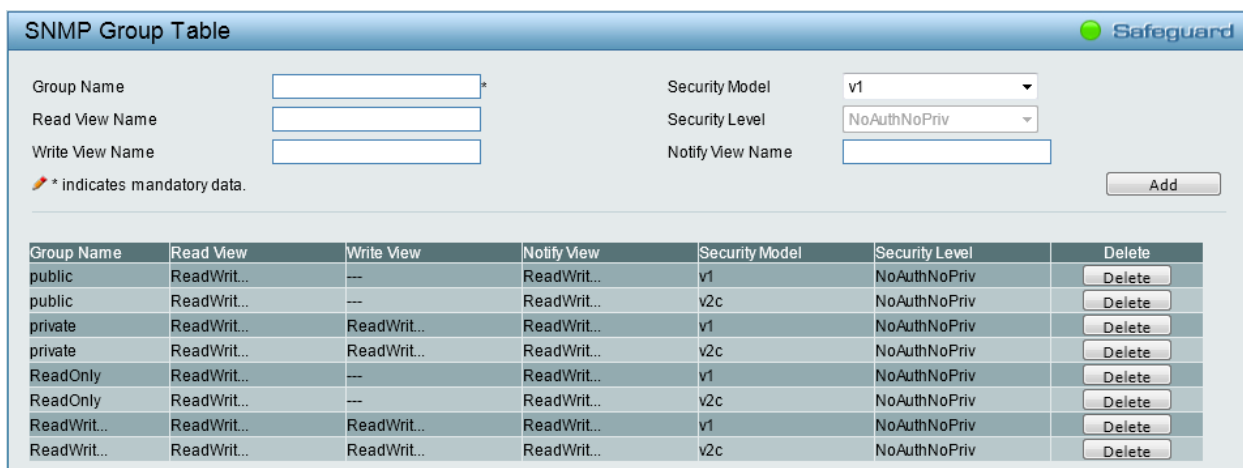 SNMP Group Table Safeguard
Group Name * Security Model v1
Read View Name Security Level NoAuthNoPriv
Write View Name Notify View Name
* indicates mandatory data. Add
Group Name Read View Write View Notify View Security Model Security Level Delete
public ReadWrit... --- ReadWrit... v1 NoAuthNoPriv Delete
public ReadWrit... --- ReadWrit... v2c NoAuthNoPriv Delete
private ReadWrit... ReadWrit... ReadWrit... v1 NoAuthNoPriv Delete
private ReadWrit... ReadWrit... ReadWrit... v2c NoAuthNoPriv Delete
ReadOnly ReadWrit... --- ReadWrit... v1 NoAuthNoPriv Delete
ReadOnly ReadWrit... --- ReadWrit... v2c NoAuthNoPriv Delete
ReadWrit... ReadWrit... ReadWrit... ReadWrit... v1 NoAuthNoPriv Delete
ReadWrit... ReadWrit... ReadWrit... ReadWrit... v2c NoAuthNoPriv Delete